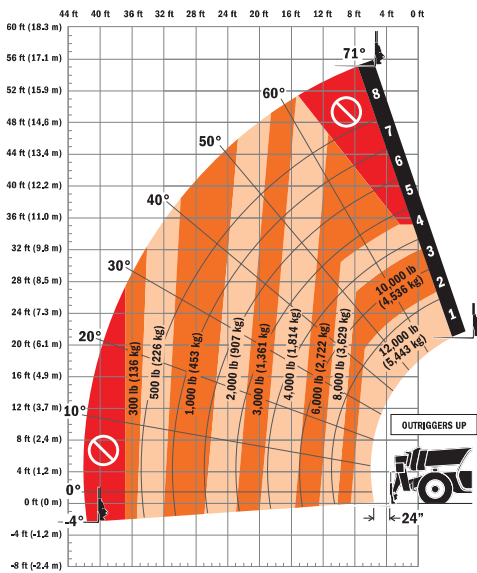 44 ft 40 ft 36 ft 32 ft 28 ft 24 ft 20 ft 16 ft 12 ft 8 ft 4 ft 0 ft
60 ft (18.3 m)
56 ft (17.1 m)
52 ft (15.9 m)
48 ft (14,6 m)
44 ft (13,4 m)
40 ft (12,2 m)
36 ft (11.0 m)
32 ft (9,8 m)
28 ft (8,5 m)
24 ft (7.3 m)
20 ft (6,1 m)
16 ft (4,9 m)
12 ft (3,7 m)
8 ft (2,4 m)
4 ft (1,2 m)
0 ft (0 m)
-4 ft (-1,2 m)
-8 ft (-2.4 m)
71°
60°
50°
40°
30°
20°
10°
0°
-4°
8
7
6
5
4
3
2
1
300 lb (136 kg)
500 lb (226 kg)
1,000 lb (453 kg)
2,000 lb (907 kg)
3,000 lb (1,361 kg)
4,000 lb (1,814 kg)
6,000 lb (2,722 kg)
8,000 lb (3,629 kg)
10,000 lb
(4,536 kg)
12,000 lb
(5,443 kg)
OUTRIGGERS UP
24”